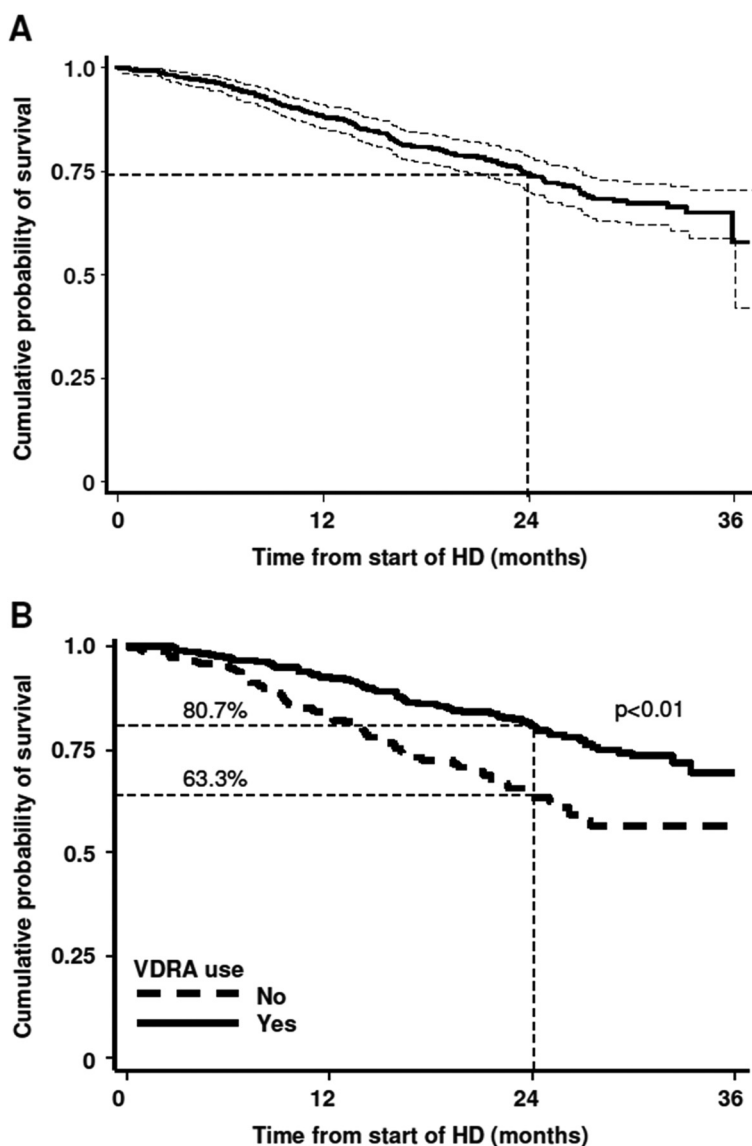 A
Cumulative probability of survival
1.0
0.75
0.5
0.25
0
0 12 24 36
Time from start of HD (months)
B
Cumulative probability of survival
1.0
0.75
0.5
0.25
0
80.7%
p<0.01
63.3%
VDRA use
No
Yes
0 12 24 36
Time from start of HD (months)